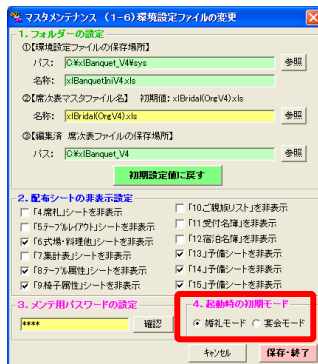 マスタメンテナンス (1-6)環境設定ファイルの変更
1.フォルダーの設定
①【環境設定ファイルの保存場所】
パス: C:¥xlBanquet_V4¥sys 参照
名称: xlBanquetIniV4.xls
②【席次表マスタファイル名】 初期値:xlBridal(OrgV4).xls
名称: xlBridal(OrgV4).xls 参照
③【編集済 席次表ファイルの保存場所】
パス: C:¥xlBanquet_V4 参照
初期設定値に戻す
2.配布シートの非表示設定
「4席札」シートを非表示
「5テーブルレイアウト」シートを非表示
「6式場・料理他」シートを非表示
「7集計表」シートを非表示
「8テーブル属性」シートを非表示
「9椅子属性」シートを非表示
「10ご親族リスト」を非表示
「11受付名簿」を非表示
「12宿泊名簿」を非表示
「13」予備シートを非表示
「14」予備シートを非表示
「15」予備シートを非表示
3.メンテ用パスワードの設定
**** 確認
4.起動時の初期モード
婚礼モード 宴会モード
キャンセル 保存・終了